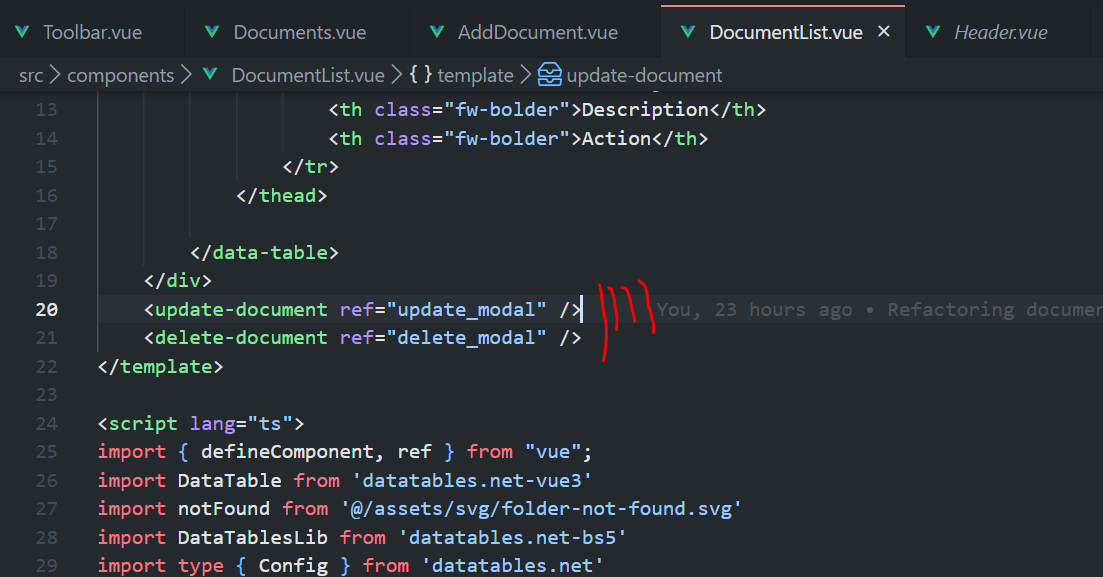 Toolbar.vue Documents.vue AddDocument.vue DocumentList.vue × Header.vue
src > components > DocumentList.vue > { } template > update-document
13 <th class="fw-bolder">Description</th>
14 <th class="fw-bolder">Action</th>
15 </tr>
16 </thead>
17
18 </data-table>
19 </div>
20 <update-document ref="update_modal" /> You, 23 hours ago • Refactoring documen
21 <delete-document ref="delete_modal" />
22 </template>
23
24 <script lang="ts">
25 import { defineComponent, ref } from "vue";
26 import DataTable from 'datatables.net-vue3'
27 import notFound from '@/assets/svg/folder-not-found.svg'
28 import DataTablesLib from 'datatables.net-bs5'
29 import type { Config } from 'datatables.net'